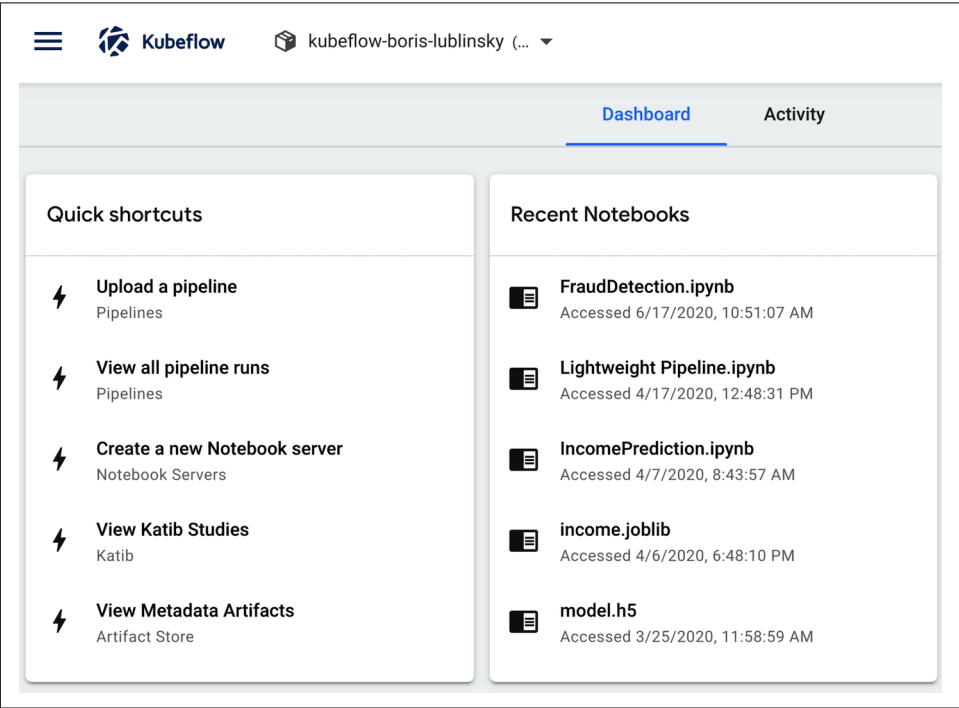 Kubeflow
kubeflow-boris-lublinsky (...
Dashboard
Activity
Quick shortcuts
Upload a pipeline
Pipelines
View all pipeline runs
Pipelines
Create a new Notebook server
Notebook Servers
View Katib Studies
Katib
View Metadata Artifacts
Artifact Store
Recent Notebooks
FraudDetection.ipynb
Accessed 6/17/2020, 10:51:07 AM
Lightweight Pipeline.ipynb
Accessed 4/17/2020, 12:48:31 PM
IncomePrediction.ipynb
Accessed 4/7/2020, 8:43:57 AM
income.joblib
Accessed 4/6/2020, 6:48:10 PM
model.h5
Accessed 3/25/2020, 11:58:59 AM